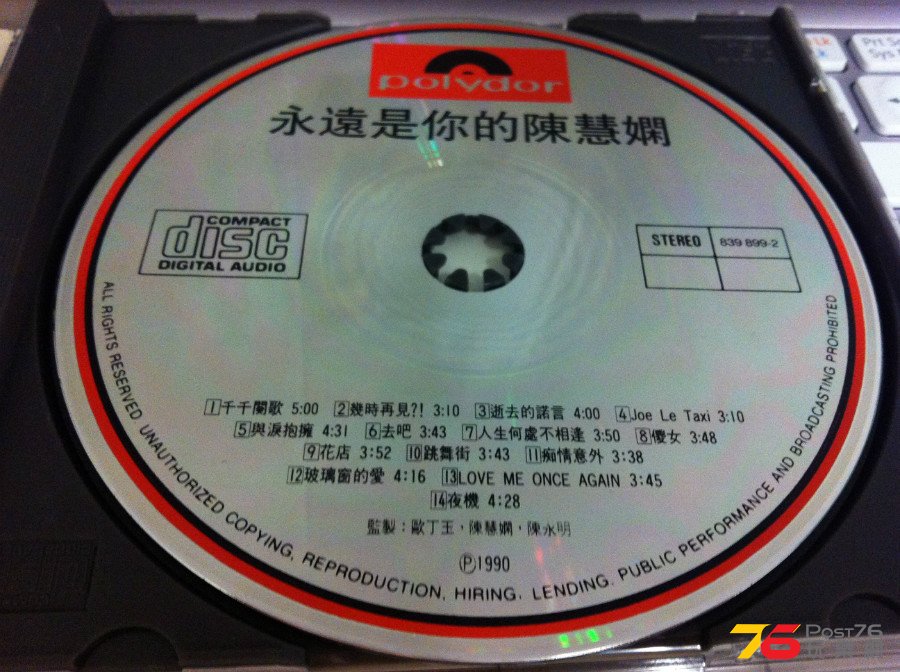 polydor
永遠是你的陳慧嫻
COMPACT
disc
DIGITAL AUDIO
STEREO 839 899-2
1千千闋歌 5:00 2幾時再見?! 3:10 3逝去的諾言 4:00 4Joe Le Taxi 3:10
5與淚抱擁 4:31 6去吧 3:43 7人生何處不相逢 3:50 8傻女 3:48
9花店 3:52 10跳舞街 3:43 11痴情意外 3:38
12玻璃窗的愛 4:16 13LOVE ME ONCE AGAIN 3:45
14夜機 4:28
監製：歐丁玉，陳慧嫻，陳永明
Ⓟ1990
ALL RIGHTS RESERVED. UNAUTHORIZED COPYING, REPRODUCTION, HIRING, LENDING, PUBLIC PERFORMANCE AND BROADCASTING PROHIBITED
Prt Sc
Sys
76 Post76